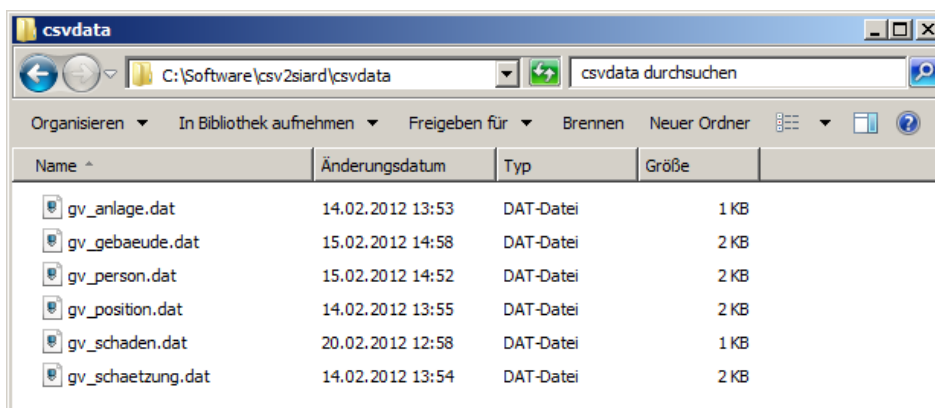 csvdata
C:\Software\csv2siard\csvdata csvdata durchsuchen
Organisieren In Bibliothek aufnehmen Freigeben für Brennen Neuer Ordner
Name Änderungsdatum Typ Größe
gv_anlage.dat 14.02.2012 13:53 DAT-Datei 1 KB
gv_gebaeude.dat 15.02.2012 14:58 DAT-Datei 2 KB
gv_person.dat 15.02.2012 14:52 DAT-Datei 2 KB
gv_position.dat 14.02.2012 13:55 DAT-Datei 2 KB
gv_schaden.dat 20.02.2012 12:58 DAT-Datei 1 KB
gv_schaetzung.dat 14.02.2012 13:54 DAT-Datei 2 KB